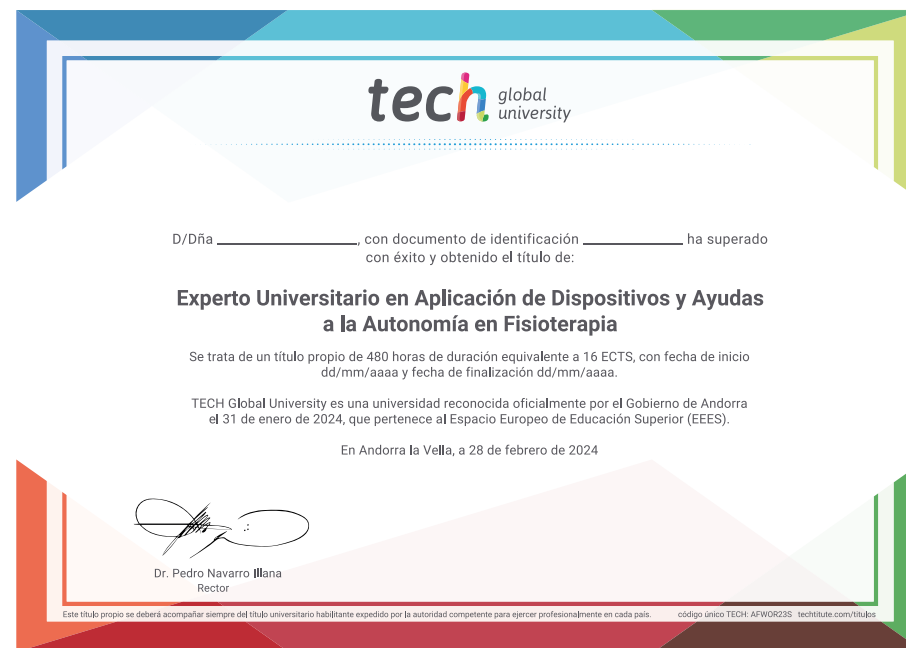 tech global
university
D/Dña ____________________, con documento de identificación ______________ ha superado
con éxito y obtenido el título de:
Experto Universitario en Aplicación de Dispositivos y Ayudas
a la Autonomía en Fisioterapia
Se trata de un título propio de 480 horas de duración equivalente a 16 ECTS, con fecha de inicio
dd/mm/aaaa y fecha de finalización dd/mm/aaaa.
TECH Global University es una universidad reconocida oficialmente por el Gobierno de Andorra
el 31 de enero de 2024, que pertenece al Espacio Europeo de Educación Superior (EEES).
En Andorra la Vella, a 28 de febrero de 2024
Dr. Pedro Navarro Illana
Rector
Este título propio se deberá acompañar siempre del título universitario habilitante expedido por la autoridad competente para ejercer profesionalmente en cada país. código único TECH: AFWOR23S techtitute.com/titulos